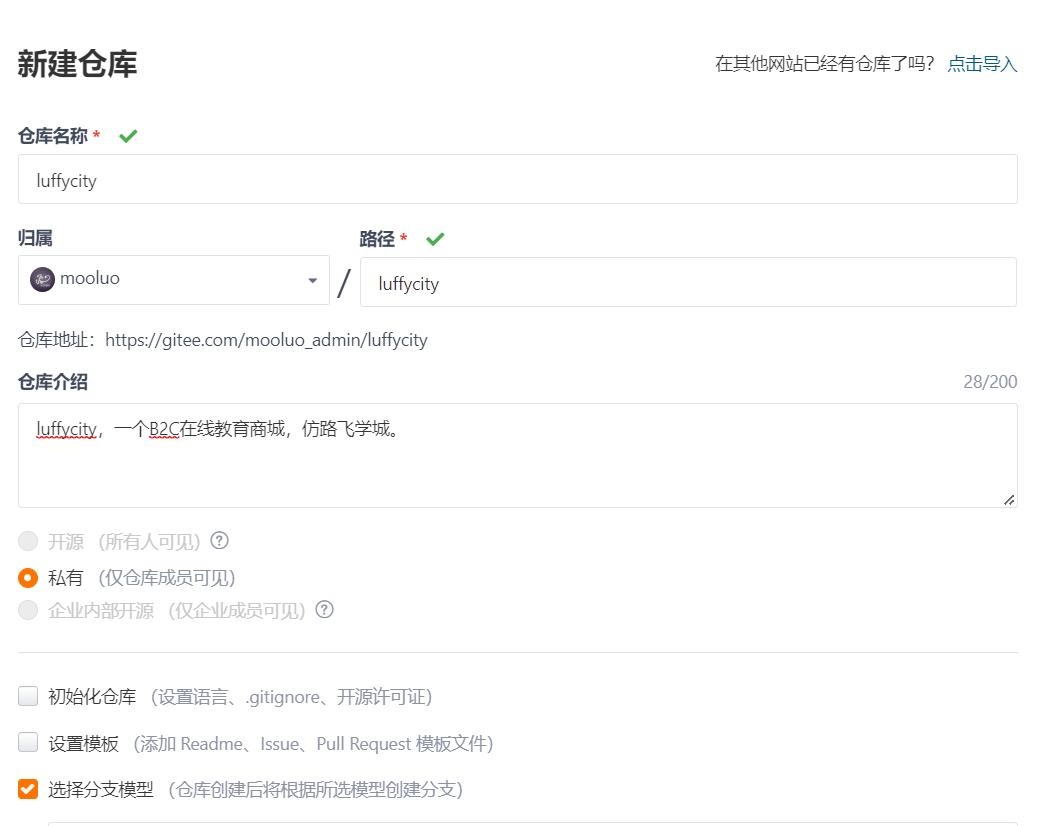 新建仓库
在其他网站已经有仓库了吗? 点击导入
仓库名称 *
luffycity
归属
路径 *
mooluo / luffycity
仓库地址：https://gitee.com/mooluo_admin/luffycity
仓库介绍
28/200
luffycity，一个B2C在线教育商城，仿路飞学城。
开源 (所有人可见) ?
私有 (仅仓库成员可见)
企业内部开源 (仅企业成员可见) ?
初始化仓库 (设置语言、.gitignore、开源许可证)
设置模板 (添加 Readme、Issue、Pull Request 模板文件)
选择分支模型 (仓库创建后将根据所选模型创建分支)